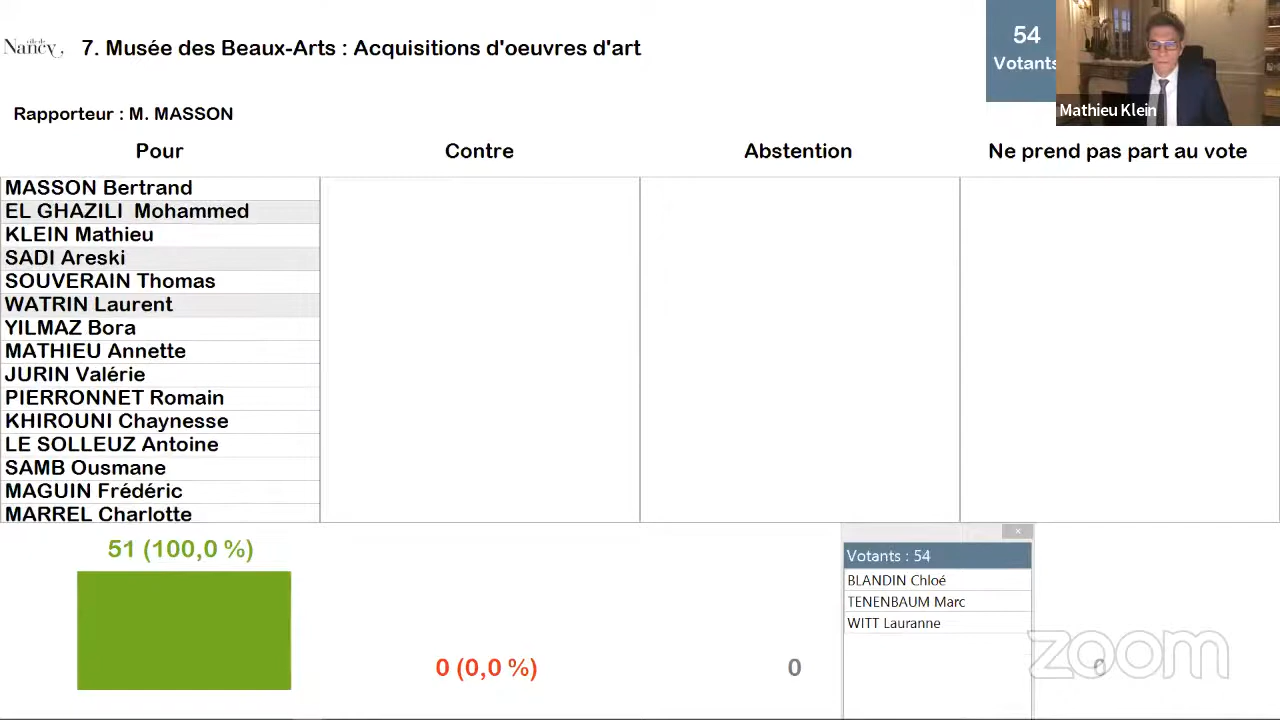 ville de
Nancy,
7. Musée des Beaux-Arts : Acquisitions d'oeuvres d'art
54
Votants
Mathieu Klein
Rapporteur : M. MASSON
Pour
Contre
Abstention
Ne prend pas part au vote
MASSON Bertrand
EL GHAZILI Mohammed
KLEIN Mathieu
SADI Areski
SOUVERAIN Thomas
WATRIN Laurent
YILMAZ Bora
MATHIEU Annette
JURIN Valérie
PIERRONNET Romain
KHIROUNI Chaynesse
LE SOLLEUZ Antoine
SAMB Ousmane
MAGUIN Frédéric
MARREL Charlotte
51 (100,0 %)
0 (0,0 %)
0
Votants : 54
BLANDIN Chloé
TENENBAUM Marc
WITT Lauranne
0
zoom